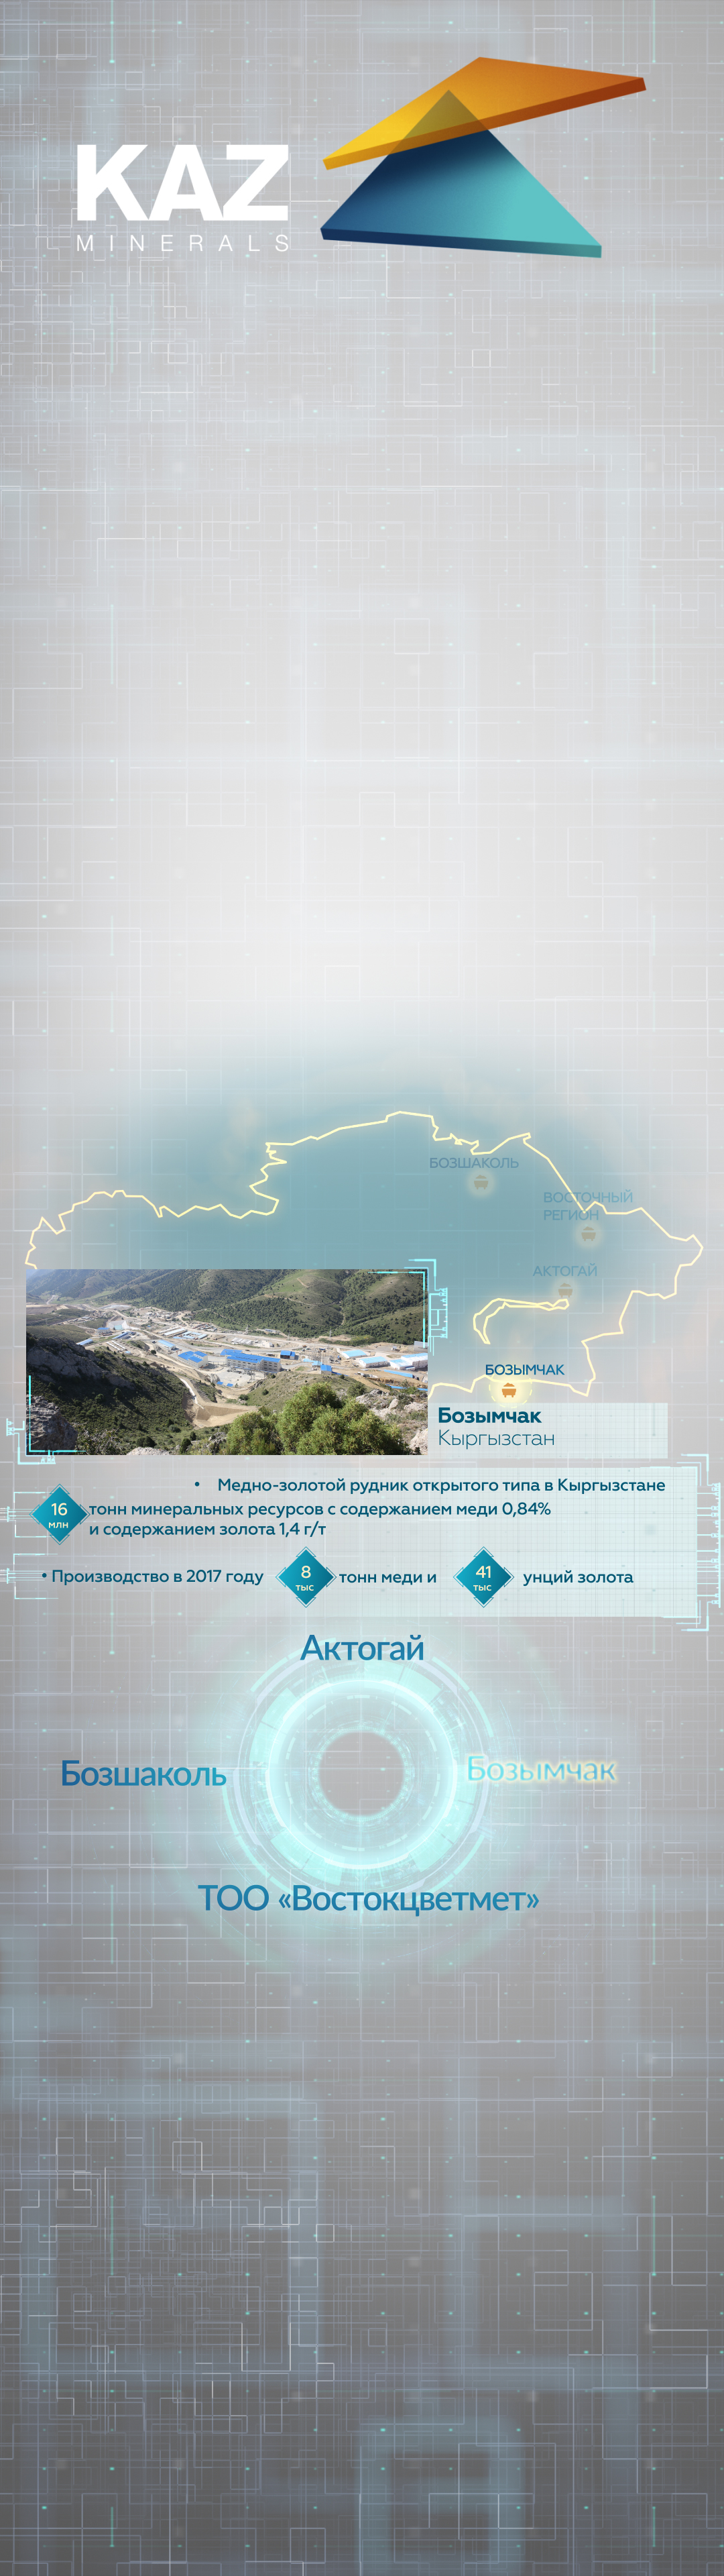 KAZ
MINERALS
БОЗШАКОЛЬ
ВОСТОЧНЫЙ
РЕГИОН
АКТОГАЙ
БОЗЫМЧАК
Бозымчак
Кыргызстан
• Медно-золотой рудник открытого типа в Кыргызстане
16 млн тонн минеральных ресурсов с содержанием меди 0,84%
и содержанием золота 1,4 г/т
• Производство в 2017 году 8 тыс тонн меди и 41 тыс унций золота
Актогай
Бозшаколь Бозымчак
ТОО «Востокцветмет»